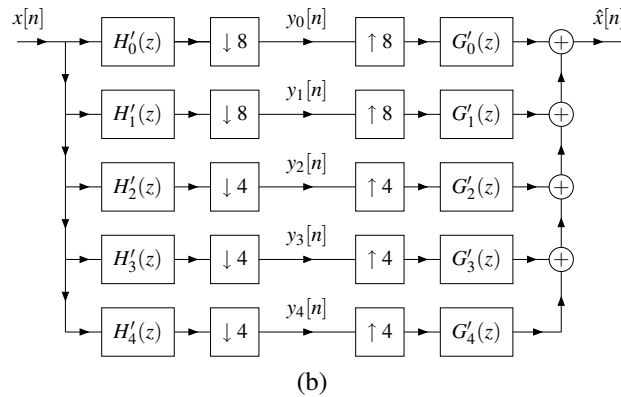 x[n] H′₀(z) ↓ 8 y₀[n] ↑ 8 G′₀(z) + x̂[n]
H′₁(z) ↓ 8 y₁[n] ↑ 8 G′₁(z) +
H′₂(z) ↓ 4 y₂[n] ↑ 4 G′₂(z) +
H′₃(z) ↓ 4 y₃[n] ↑ 4 G′₃(z) +
H′₄(z) ↓ 4 y₄[n] ↑ 4 G′₄(z)
(b)